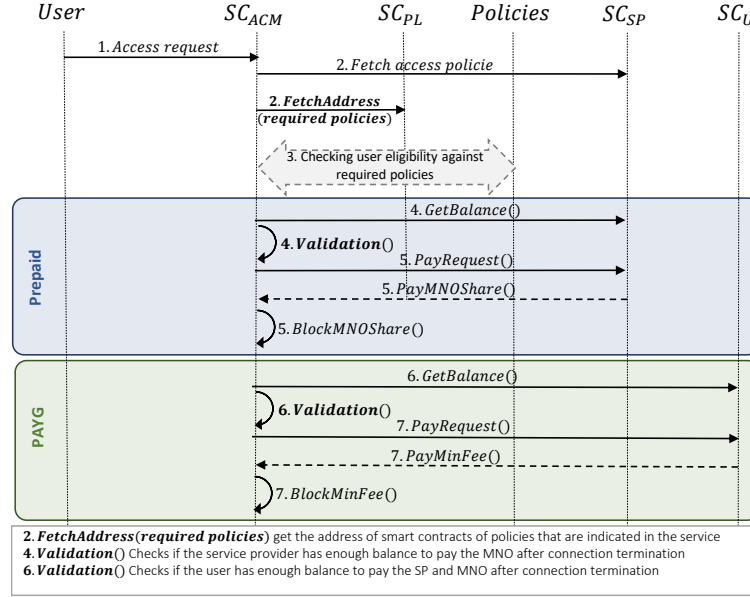 User SC_ACM SC_PL Policies SC_SP SC_U
1. Access request
2. Fetch access policie
2. FetchAddress
(required policies)
3. Checking user eligibility against
required policies
Prepaid
4. GetBalance()
4. Validation()
5. PayRequest()
5. PayMNOShare()
5. BlockMNOShare()
PAYG
6. GetBalance()
6. Validation()
7. PayRequest()
7. PayMinFee()
7. BlockMinFee()
2. FetchAddress(required policies) get the address of smart contracts of policies that are indicated in the service
4. Validation() Checks if the service provider has enough balance to pay the MNO after connection termination
6. Validation() Checks if the user has enough balance to pay the SP and MNO after connection termination